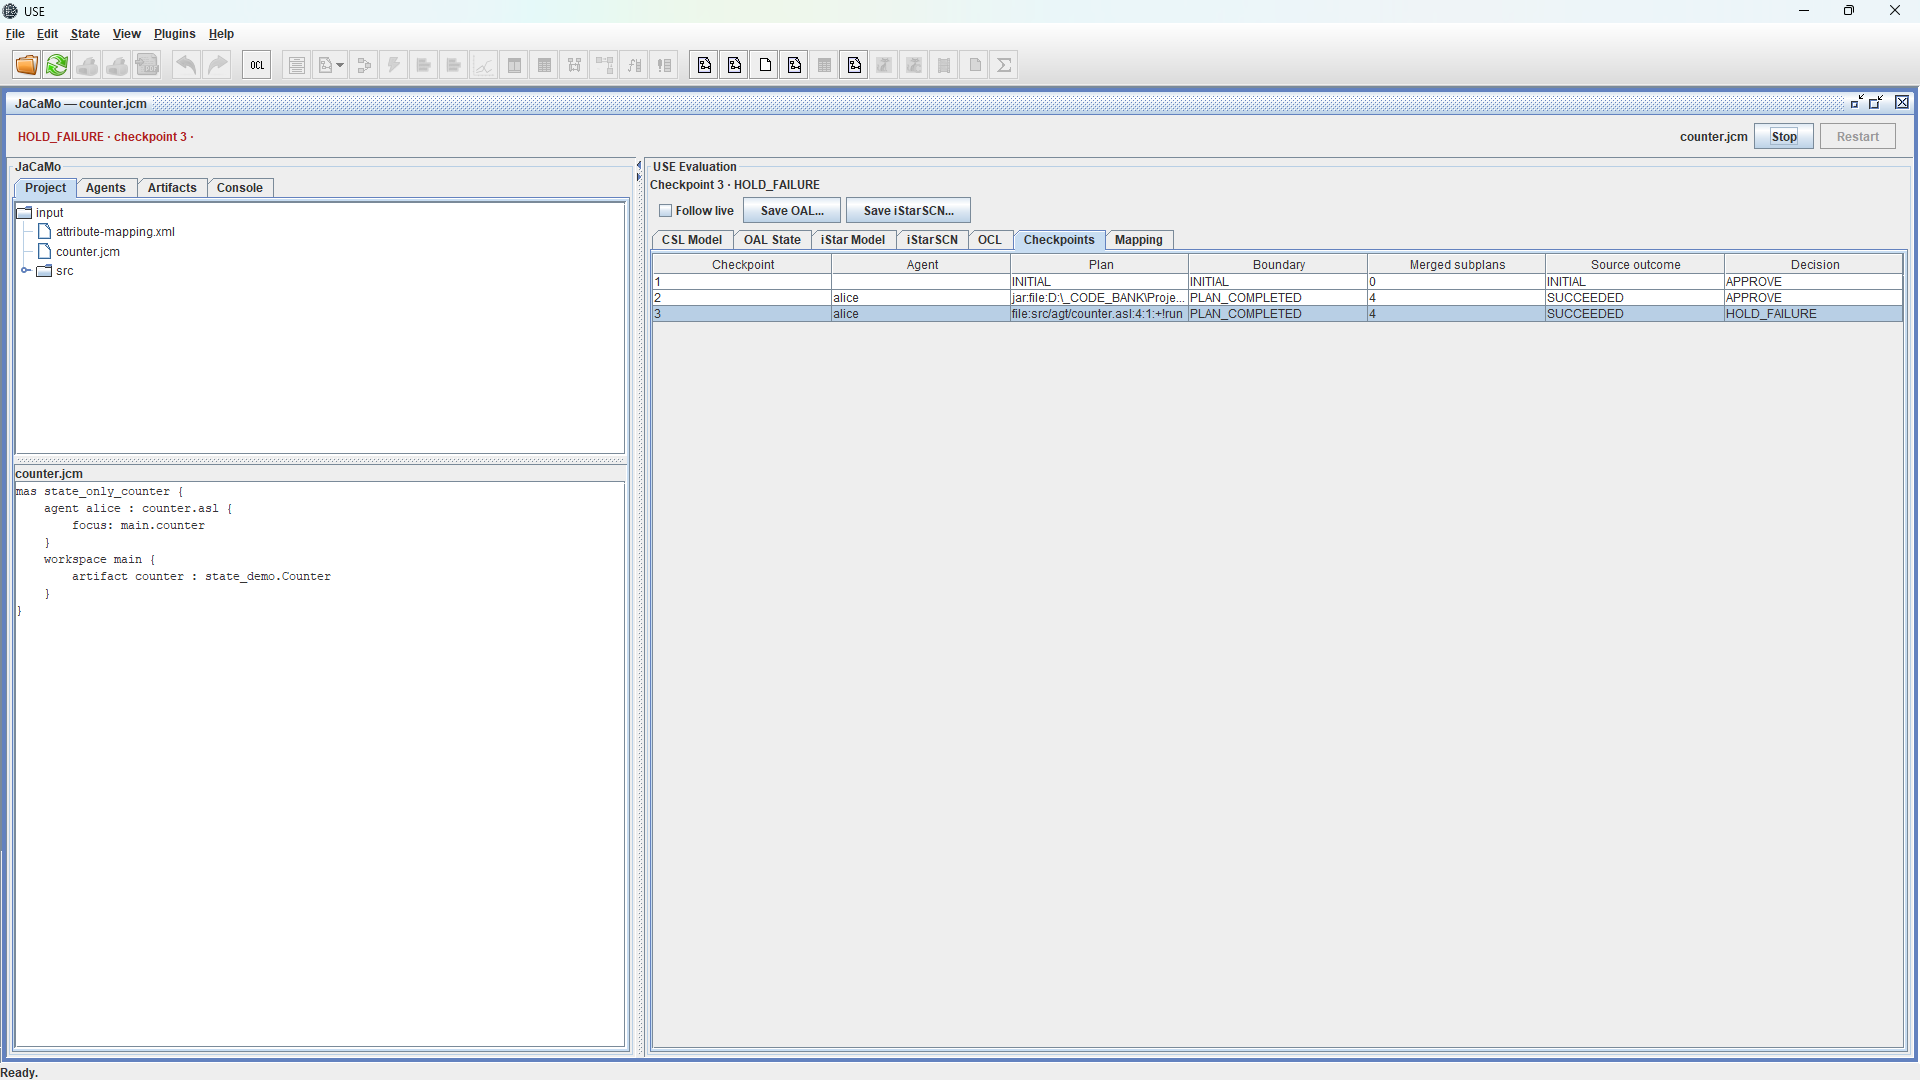 USE
File Edit State View Plugins Help
OCL
JaCaMo — counter.jcm
HOLD_FAILURE · checkpoint 3 ·
counter.jcm Stop Restart
JaCaMo
Project Agents Artifacts Console
input
attribute-mapping.xml
counter.jcm
src
counter.jcm
mas state_only_counter {
    agent alice : counter.asl {
        focus: main.counter
    }
    workspace main {
        artifact counter : state_demo.Counter
    }
}
USE Evaluation
Checkpoint 3 · HOLD_FAILURE
Follow live Save OAL... Save iStarSCN...
CSL Model OAL State iStar Model iStarSCN OCL Checkpoints Mapping
Checkpoint Agent Plan Boundary Merged subplans Source outcome Decision
1 INITIAL INITIAL 0 INITIAL APPROVE
2 alice jar:file:D:\_CODE_BANK\Proje... PLAN_COMPLETED 4 SUCCEEDED APPROVE
3 alice file:src/agt/counter.asl:4:1:+!run PLAN_COMPLETED 4 SUCCEEDED HOLD_FAILURE
Ready.